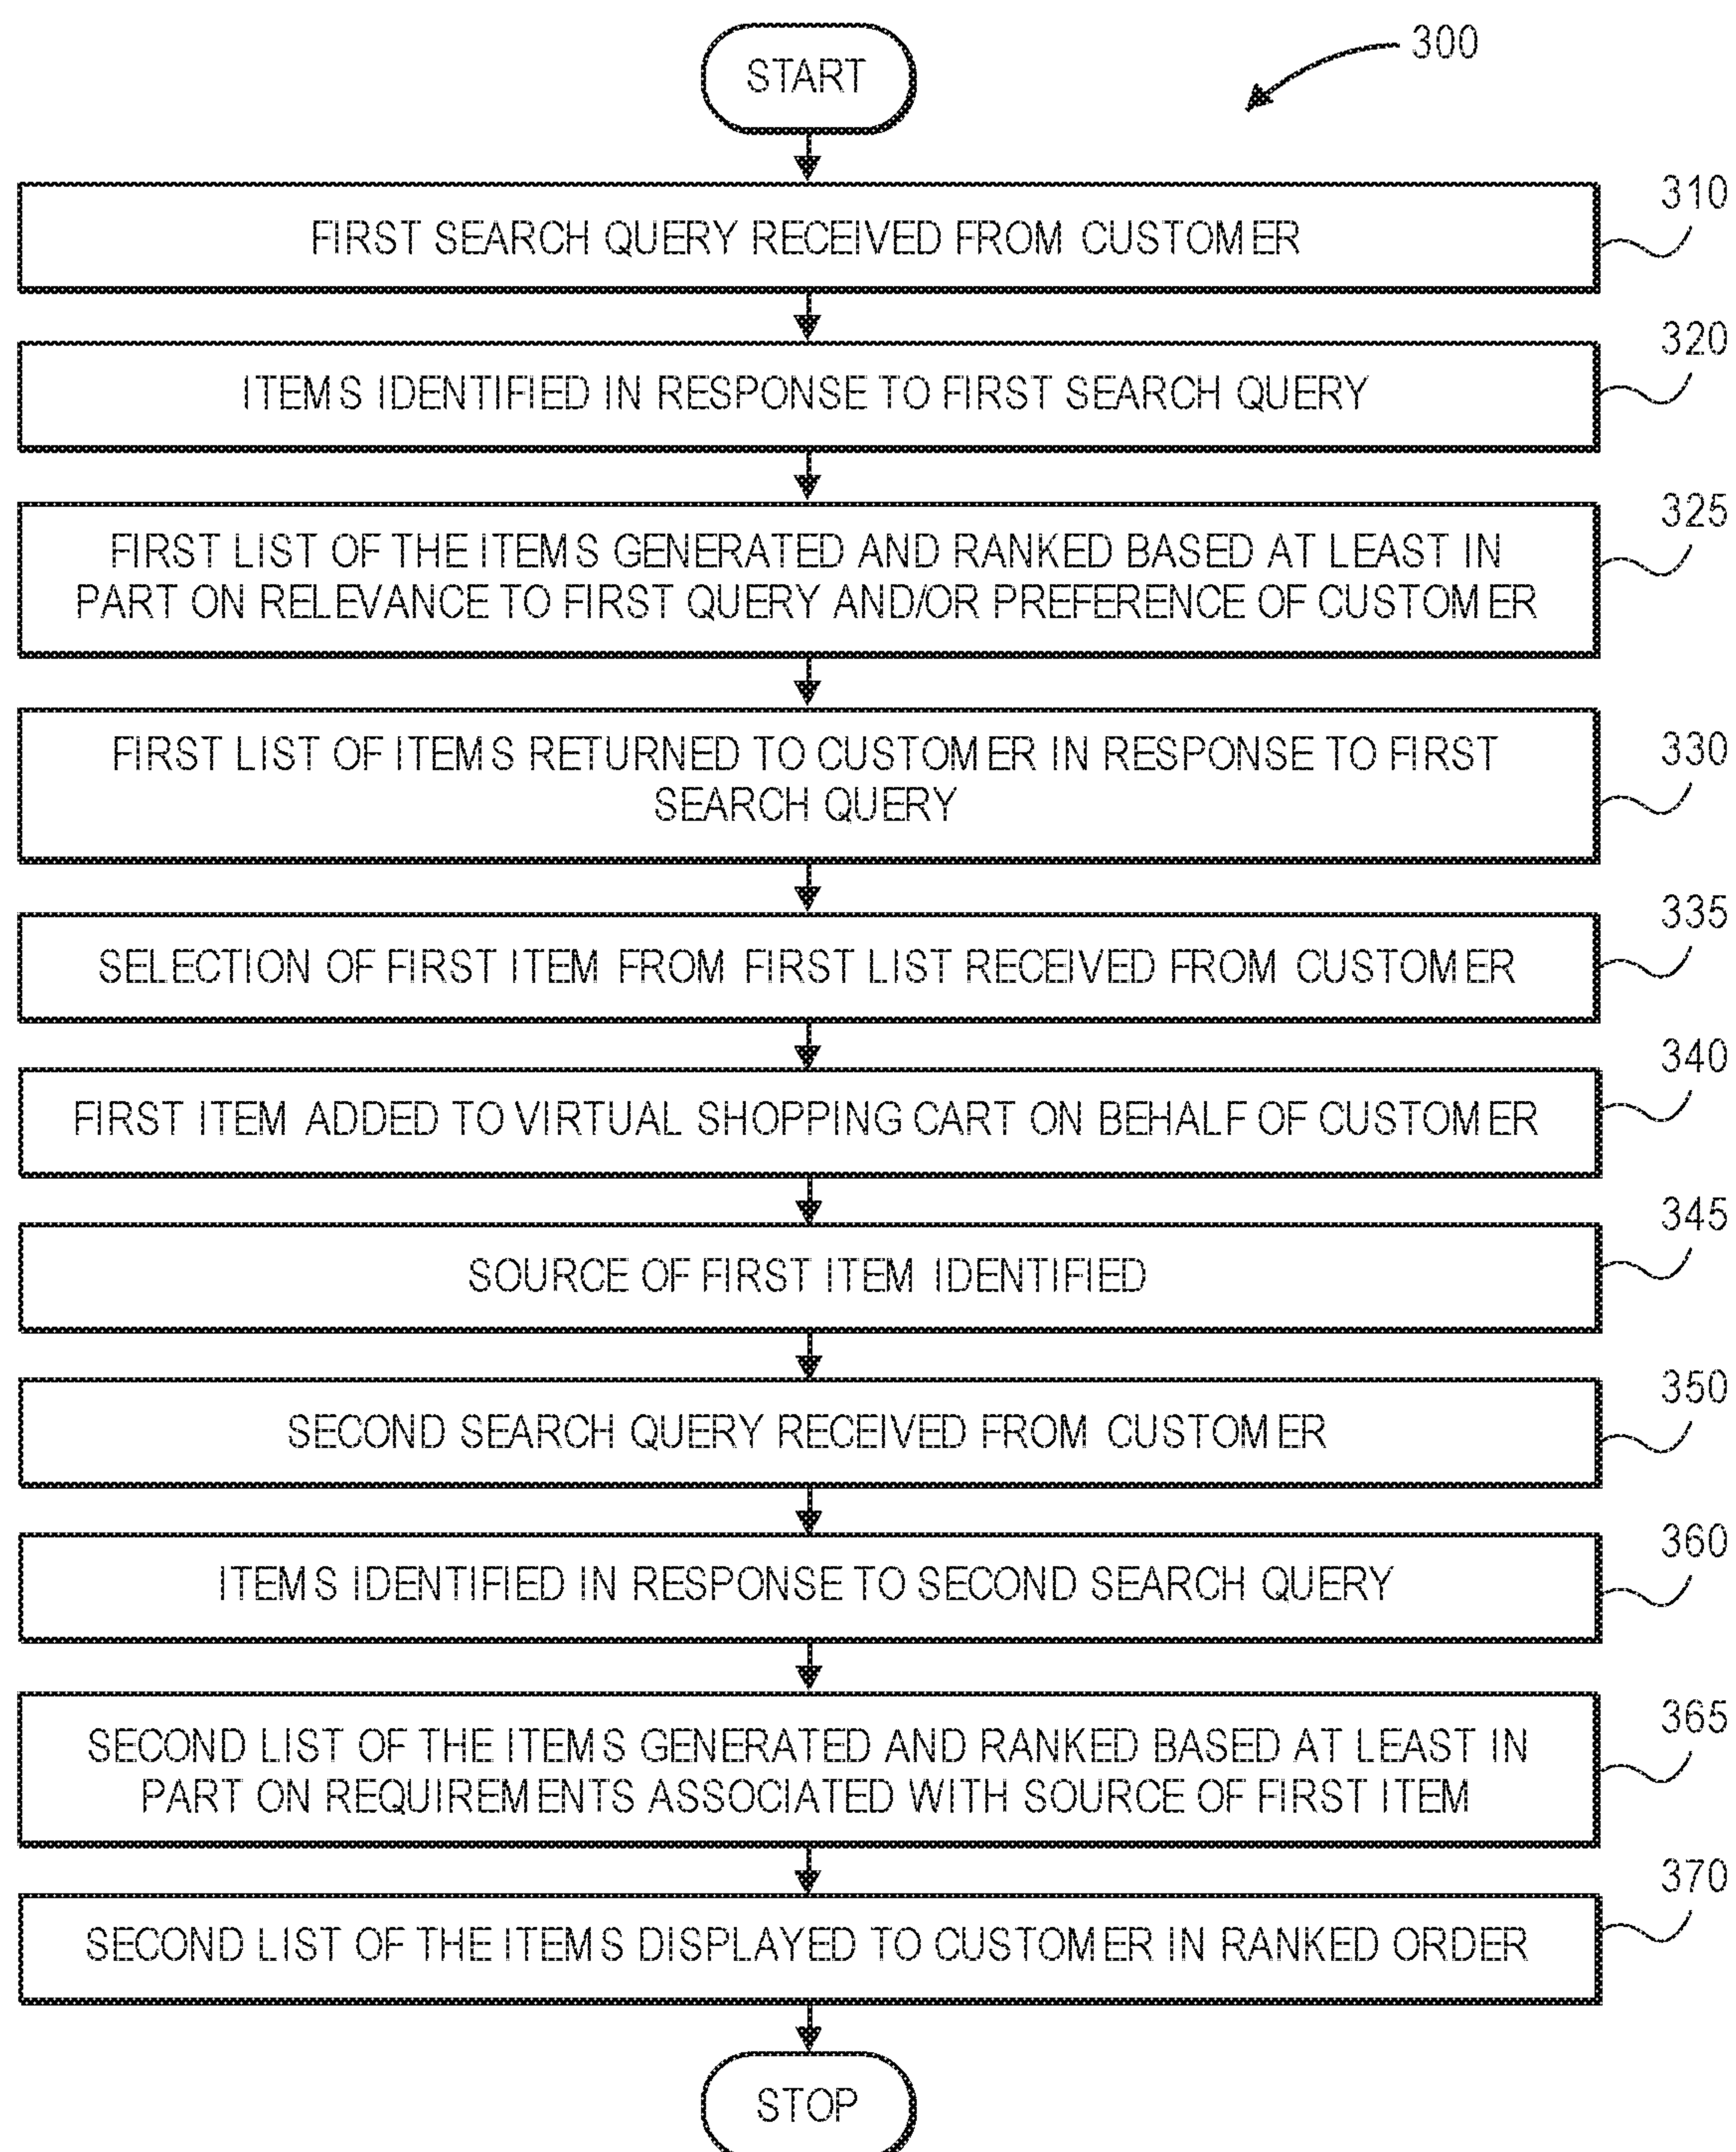 START
300
FIRST SEARCH QUERY RECEIVED FROM CUSTOMER
310
ITEMS IDENTIFIED IN RESPONSE TO FIRST SEARCH QUERY
320
FIRST LIST OF THE ITEMS GENERATED AND RANKED BASED AT LEAST IN
PART ON RELEVANCE TO FIRST QUERY AND/OR PREFERENCE OF CUSTOMER
325
FIRST LIST OF ITEMS RETURNED TO CUSTOMER IN RESPONSE TO FIRST
SEARCH QUERY
330
SELECTION OF FIRST ITEM FROM FIRST LIST RECEIVED FROM CUSTOMER
335
FIRST ITEM ADDED TO VIRTUAL SHOPPING CART ON BEHALF OF CUSTOMER
340
SOURCE OF FIRST ITEM IDENTIFIED
345
SECOND SEARCH QUERY RECEIVED FROM CUSTOMER
350
ITEMS IDENTIFIED IN RESPONSE TO SECOND SEARCH QUERY
360
SECOND LIST OF THE ITEMS GENERATED AND RANKED BASED AT LEAST IN
PART ON REQUIREMENTS ASSOCIATED WITH SOURCE OF FIRST ITEM
365
SECOND LIST OF THE ITEMS DISPLAYED TO CUSTOMER IN RANKED ORDER
370
STOP